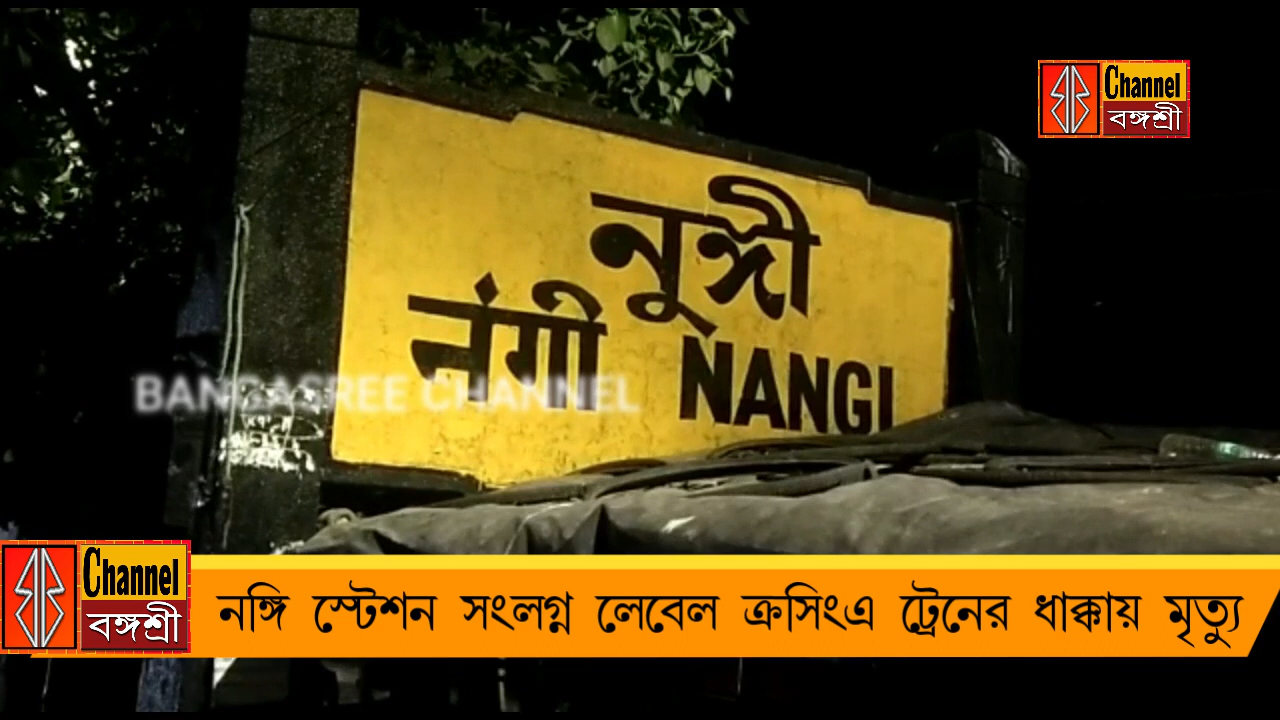 Channel
বঙ্গশ্রী
নুঙ্গী
নंगी
NANGI
BANGASREE CHANNEL
Channel
বঙ্গশ্রী
নঙ্গি স্টেশন সংলগ্ন লেবেল ক্রসিংএ ট্রেনের ধাক্কায় মৃত্যু